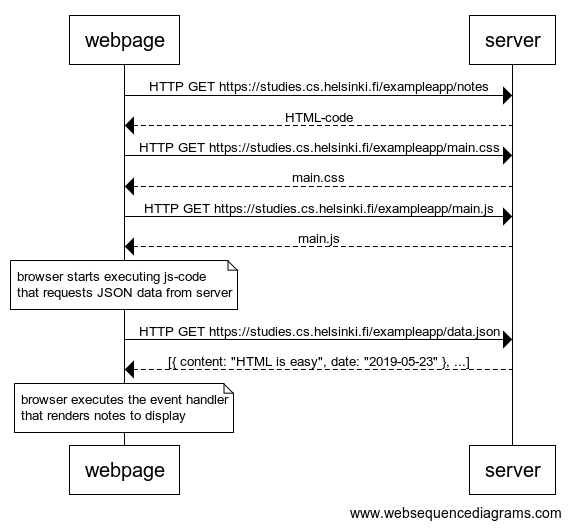 webpage
server
HTTP GET https://studies.cs.helsinki.fi/exampleapp/notes
HTML-code
HTTP GET https://studies.cs.helsinki.fi/exampleapp/main.css
main.css
HTTP GET https://studies.cs.helsinki.fi/exampleapp/main.js
main.js
browser starts executing js-code
that requests JSON data from server
HTTP GET https://studies.cs.helsinki.fi/exampleapp/data.json
[{ content: "HTML is easy", date: "2019-05-23" }, ...]
browser executes the event handler
that renders notes to display
webpage
server
www.websequencediagrams.com